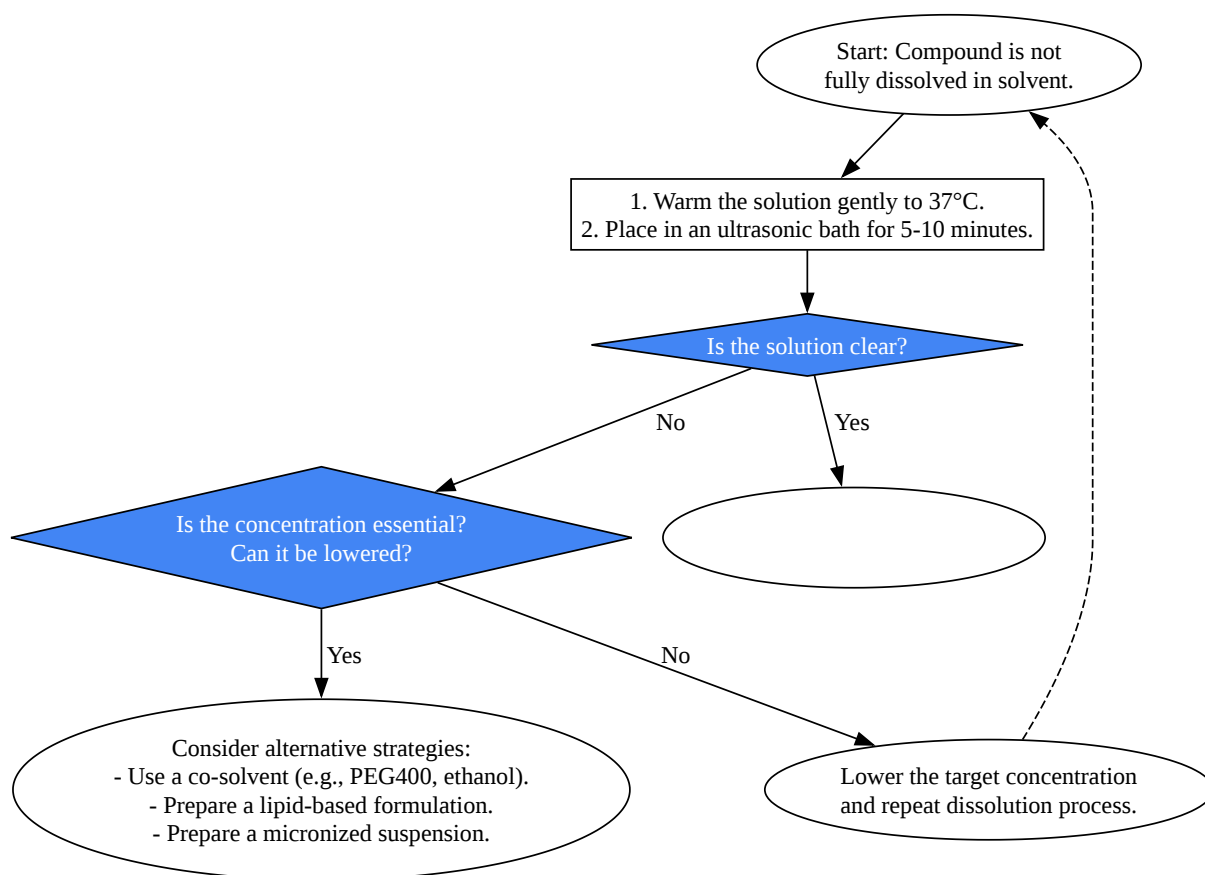 Start: Compound is not
fully dissolved in solvent.
1. Warm the solution gently to 37°C.
2. Place in an ultrasonic bath for 5-10 minutes.
Is the solution clear?
No
Yes
Is the concentration essential?
Can it be lowered?
Yes
No
Consider alternative strategies:
- Use a co-solvent (e.g., PEG400, ethanol).
- Prepare a lipid-based formulation.
- Prepare a micronized suspension.
Lower the target concentration
and repeat dissolution process.